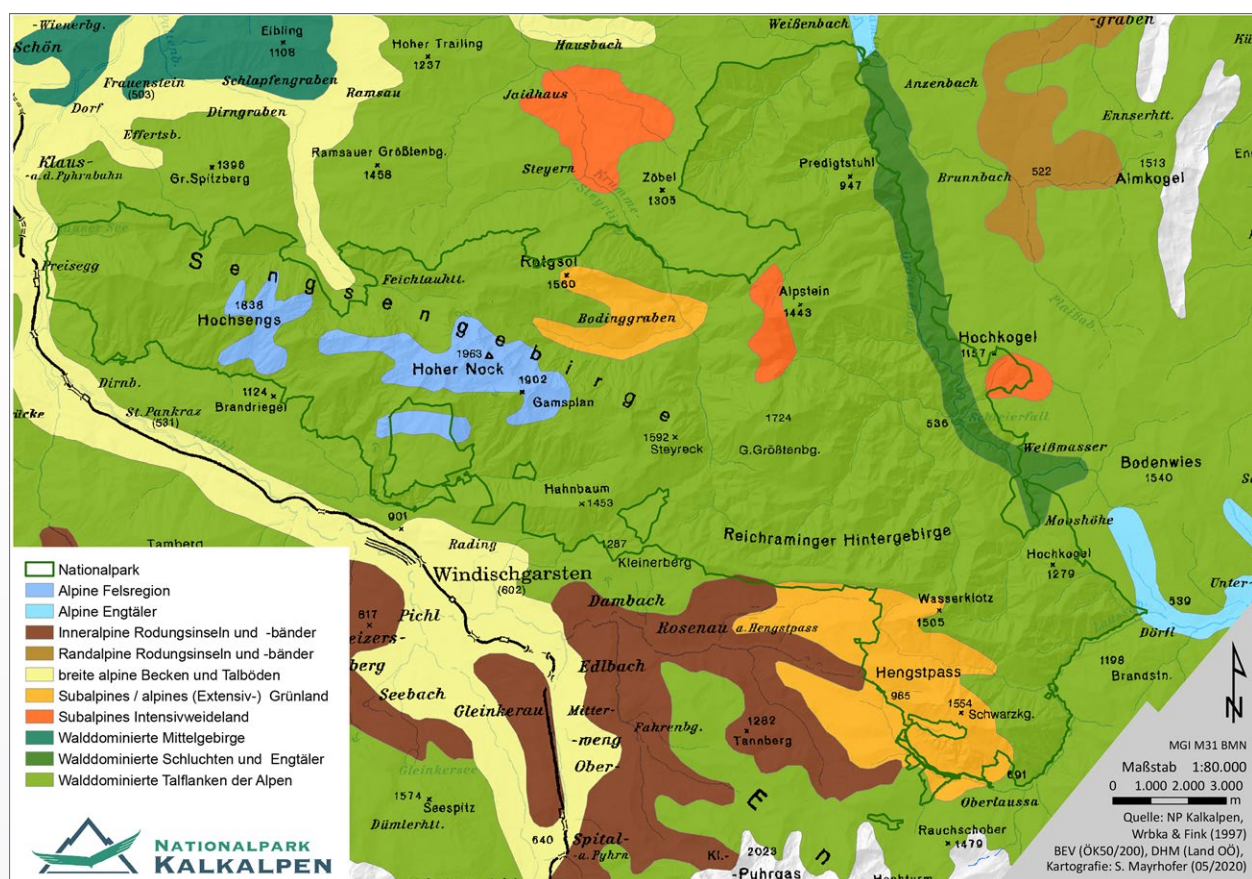 -Wienerbg.
Schön
Eibling
1108
Hoher Trailing
1237
Hausbach
Weißenbach
-graben
Frauenstein
(503)
Schlapfengraben
Ramsau
Jaidhaus
Anzenbach
Dorf
Dirngraben
Ennserhtt.
Effertsb.
Klaus-
-a.d. Pyhrnbahn
1396
Gr.Spitzberg
Ramsauer Größtenbg.
1458
Steyern
Zöbel
1305
Predigtstuhl
947
Brunnbach
522
1513
Almkogel
Krumme
Preisegg
Sengsengebirge
Feichtauhtt.
Rotgsol
1560
1838
Hochsengs
Bodinggraben
Alpstein
1443
1963
Hoher Nock
Hochkogel
1157
Dirnb.
1124
Brandriegel
1902
Gamsplan
St. Pankraz
(531)
1724
G.Größtenbg.
1592
Steyreck
536
Schleierfall
Weißwasser
Bodenwies
1540
Hahnbaum
1453
901
Rading
Mooshöhe
Tamberg
1287
Kleinerberg
Reichraminger Hintergebirge
Hochkogel
1279
Windischgarsten
(602)
Unter-
539
Dörfl
617
Pichl
Dambach
Rosenau
a. Hengstpass
Wasserklotz
1505
berg
Edlbach
Hengstpass
985
1198
Brandstn.
Seebach
Gleinkerau
Mitter-
-weng
Ober-
Fahrenbg.
1262
Tannberg
1554
Schwarzkg.
Gleinkersee
1574
Seespitz
Dümlerhtt.
691
Oberlaussa
640
Spital-
-a. Pyhrn
E
n
Kl.-
2023
-Puhrgas
Rauchschober
1479
Nationalpark
Alpine Felsregion
Alpine Engtäler
Inneralpine Rodungsinseln und -bänder
Randalpine Rodungsinseln und -bänder
breite alpine Becken und Talböden
Subalpines / alpines (Extensiv-) Grünland
Subalpines Intensivweideland
Walddominierte Mittelgebirge
Walddominierte Schluchten und Engtäler
Walddominierte Talflanken der Alpen
NATIONALPARK
KALKALPEN
N
MGI M31 BMN
Maßstab 1:80.000
0 1.000 2.000 3.000
m
Quelle: NP Kalkalpen,
Wrbka & Fink (1997)
BEV (ÖK50/200), DHM (Land OÖ),
Kartografie: S. Mayrhofer (05/2020)